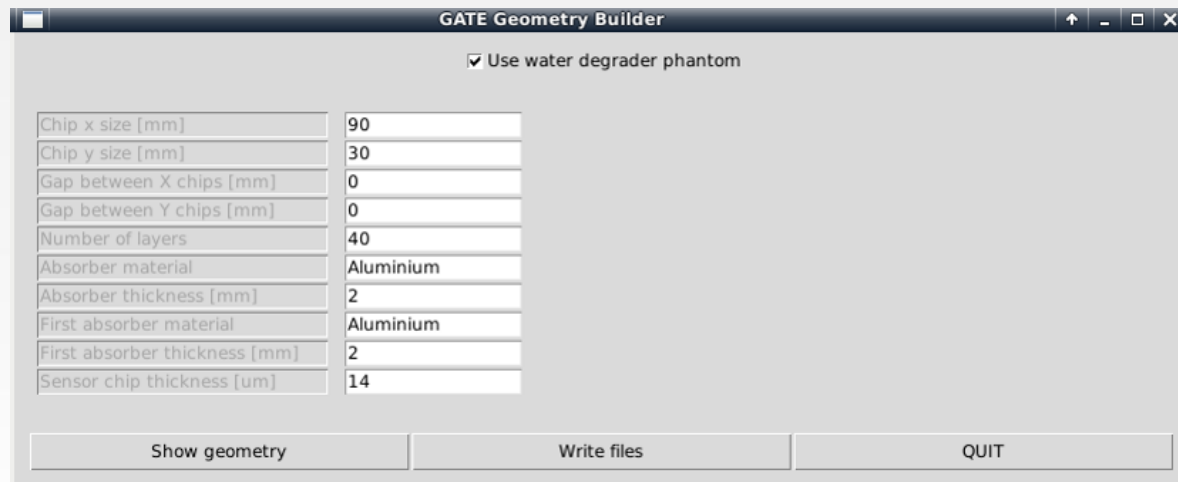 GATE Geometry Builder
Use water degrader phantom
Chip x size [mm] 90
Chip y size [mm] 30
Gap between X chips [mm] 0
Gap between Y chips [mm] 0
Number of layers 40
Absorber material Aluminium
Absorber thickness [mm] 2
First absorber material Aluminium
First absorber thickness [mm] 2
Sensor chip thickness [um] 14
Show geometry Write files QUIT